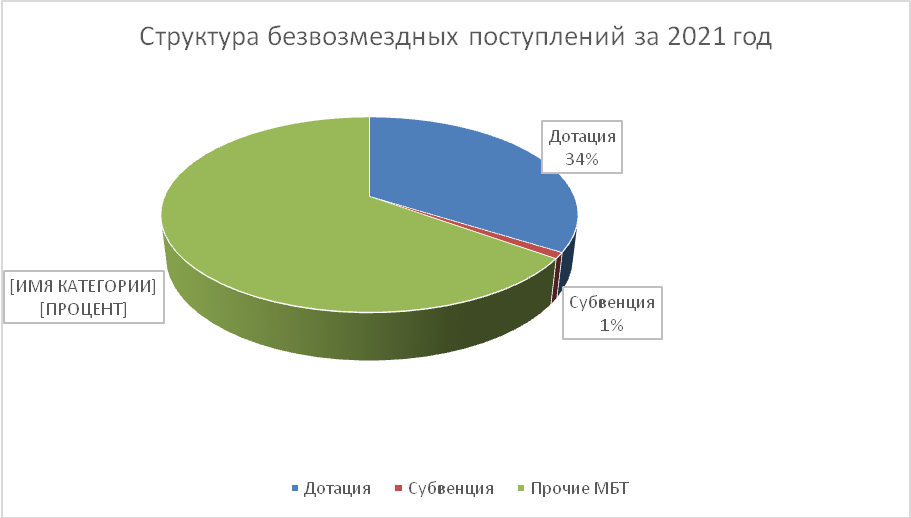 Структура безвозмездных поступлений за 2021 год
Дотация
34%
[ИМЯ КАТЕГОРИИ]
[ПРОЦЕНТ]
Субвенция
1%
Дотация
Субвенция
Прочие МБТ